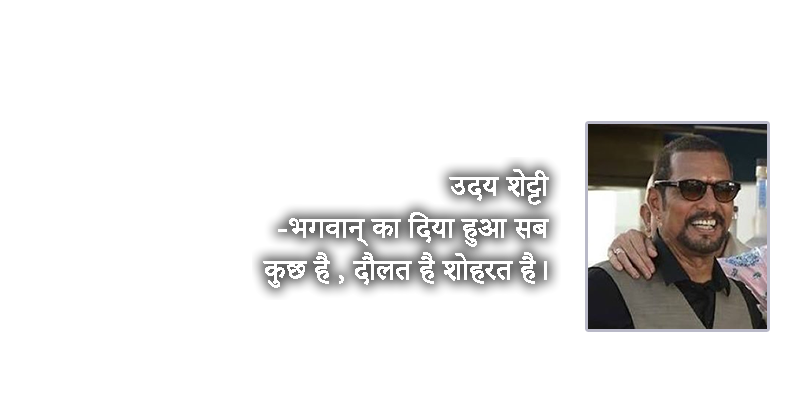 उदय शेट्टी
-भगवान् का दिया हुआ सब
कुछ है , दौलत है शोहरत है।